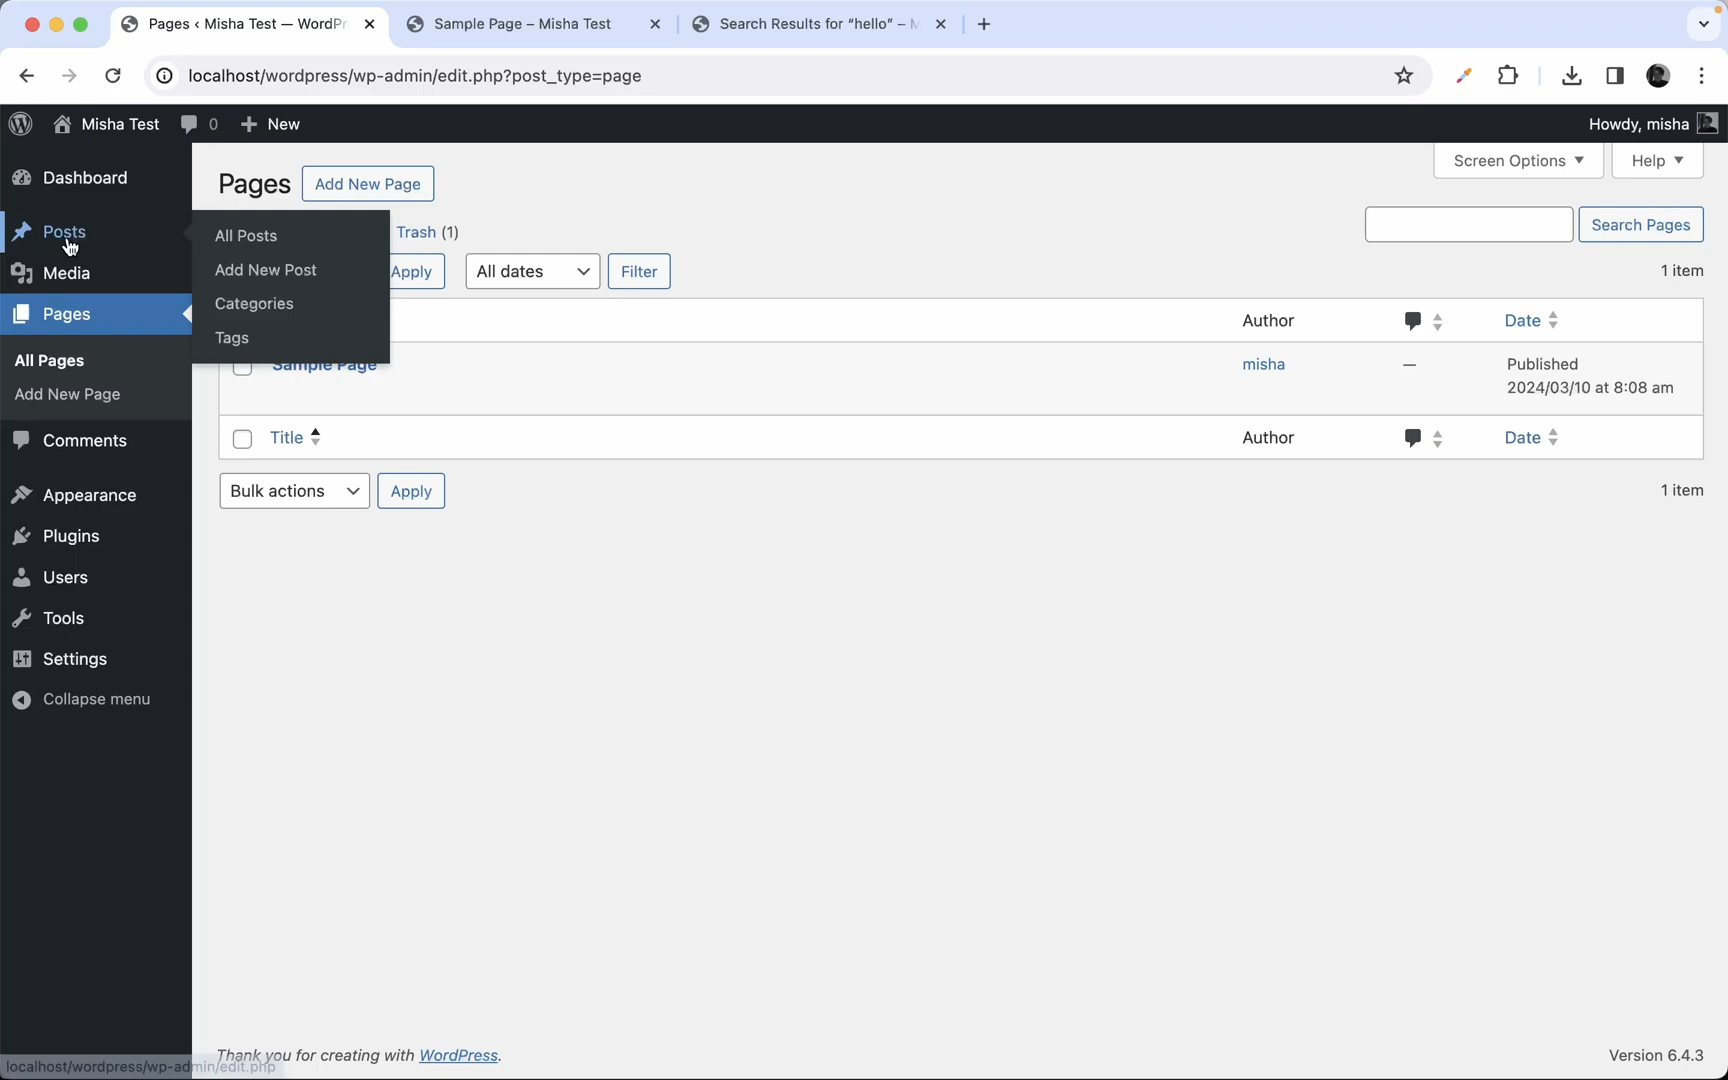 Pages ‹ Misha Test — WordPr
Sample Page – Misha Test
Search Results for “hello” – M
localhost/wordpress/wp-admin/edit.php?post_type=page
Misha Test
0
New
Howdy, misha
Dashboard
Posts
Media
Pages
All Pages
Add New Page
Comments
Appearance
Plugins
Users
Tools
Settings
Collapse menu
All Posts
Add New Post
Categories
Tags
Pages
Add New Page
Screen Options
Help
Trash (1)
Search Pages
Apply
All dates
Filter
1 item
Author
Date
Sample Page
misha
—
Published
2024/03/10 at 8:08 am
Title
Author
Date
Bulk actions
Apply
1 item
Thank you for creating with WordPress.
Version 6.4.3
localhost/wordpress/wp-admin/edit.php